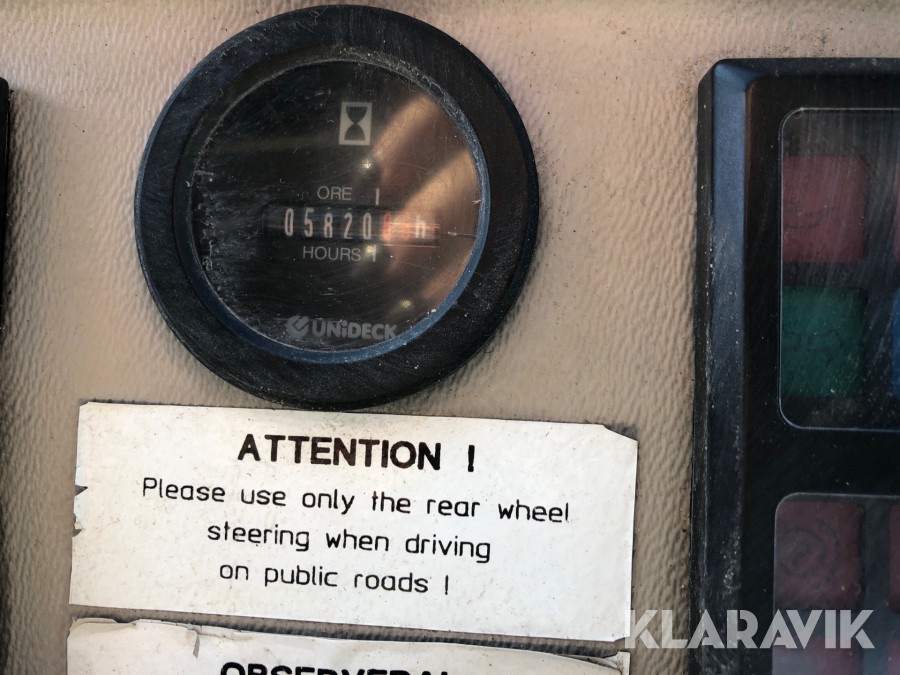 ORE
05820 h
HOURS
UNiDECK
ATTENTION !
Please use only the rear wheel
steering when driving
on public roads !
KLARAVIK